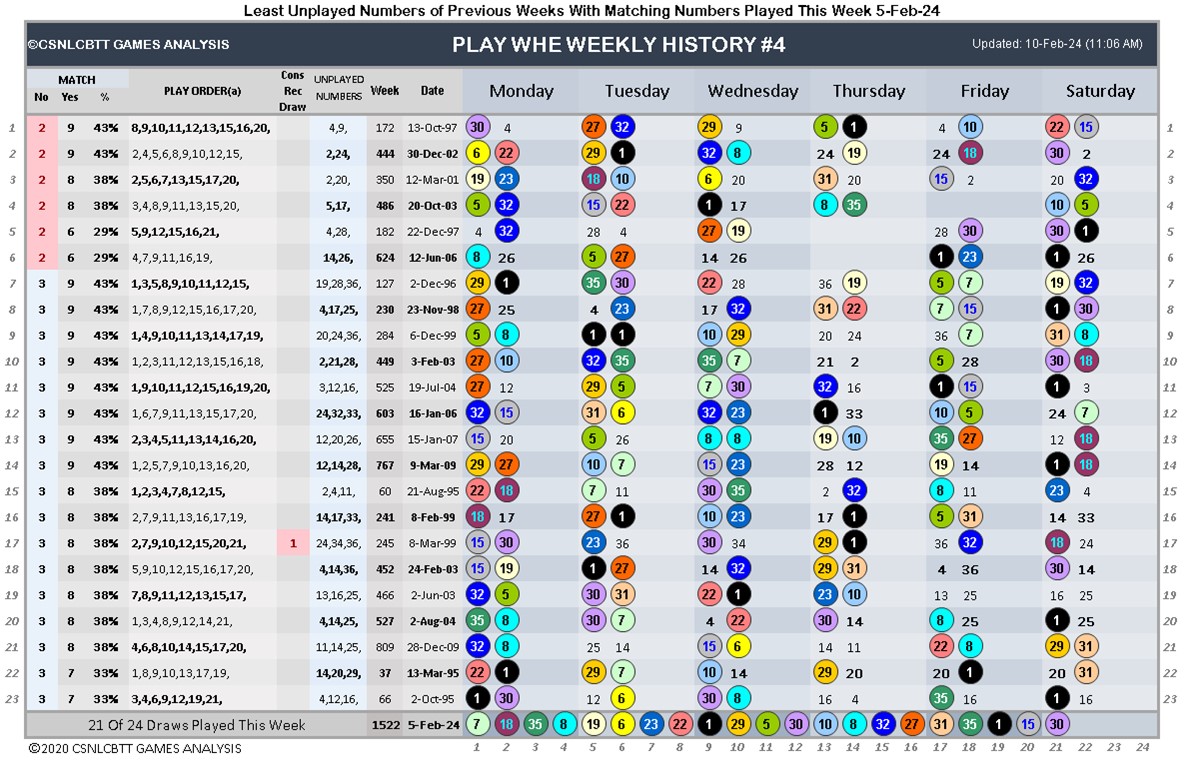 Least Unplayed Numbers of Previous Weeks With Matching Numbers Played This Week 5-Feb-24
©CSNLCBTT GAMES ANALYSIS PLAY WHE WEEKLY HISTORY #4 Updated: 10-Feb-24 (11:06 AM)
MATCH No Yes % PLAY ORDER(a) Cons Rec Draw UNPLAYED NUMBERS Week Date Monday Tuesday Wednesday Thursday Friday Saturday
1 2 9 43% 8,9,10,11,12,13,15,16,20, 4,9, 172 13-Oct-97 30 4 27 32 29 9 5 1 4 10 22 15 1
2 2 9 43% 2,4,5,6,8,9,10,12,15, 2,24, 444 30-Dec-02 6 22 29 1 32 8 24 19 24 18 30 2 2
3 2 8 38% 2,5,6,7,13,15,17,20, 2,20, 350 12-Mar-01 19 23 18 10 6 20 31 20 15 2 20 32 3
4 2 8 38% 3,4,8,9,11,13,15,20, 5,17, 486 20-Oct-03 5 32 15 22 1 17 8 35 10 5 4
5 2 6 29% 5,9,12,15,16,21, 4,28, 182 22-Dec-97 4 32 28 4 27 19 28 30 30 1 5
6 2 6 29% 4,7,9,11,16,19, 14,26, 624 12-Jun-06 8 26 5 27 14 26 1 23 1 26 6
7 3 9 43% 1,3,5,8,9,10,11,12,15, 19,28,36, 127 2-Dec-96 29 1 35 30 22 28 36 19 5 7 19 32 7
8 3 9 43% 1,7,8,9,12,15,16,17,20, 4,17,25, 230 23-Nov-98 27 25 4 23 17 32 31 22 7 15 1 30 8
9 3 9 43% 1,4,9,10,11,13,14,17,19, 20,24,36, 284 6-Dec-99 5 8 1 1 10 29 20 24 36 7 31 8 9
10 3 9 43% 1,2,3,11,12,13,15,16,18, 2,21,28, 449 3-Feb-03 27 10 32 35 35 7 21 2 5 28 30 18 10
11 3 9 43% 1,9,10,11,12,15,16,19,20, 3,12,16, 525 19-Jul-04 27 12 29 5 7 30 32 16 1 15 1 3 11
12 3 9 43% 1,6,7,9,11,13,15,17,20, 24,32,33, 603 16-Jan-06 32 15 31 6 32 23 1 33 10 5 24 7 12
13 3 9 43% 2,3,4,5,11,13,14,16,20, 12,20,26, 655 15-Jan-07 15 20 5 26 8 8 19 10 35 27 12 18 13
14 3 9 43% 1,2,5,7,9,10,13,16,20, 12,14,28, 767 9-Mar-09 29 27 10 7 15 23 28 12 19 14 1 18 14
15 3 8 38% 1,2,3,4,7,8,12,15, 2,4,11, 60 21-Aug-95 22 18 7 11 30 35 2 32 8 11 23 4 15
16 3 8 38% 2,7,9,11,13,16,17,19, 14,17,33, 241 8-Feb-99 18 17 27 1 10 23 17 1 5 31 14 33 16
17 3 8 38% 2,7,9,10,12,15,20,21, 1 24,34,36, 245 8-Mar-99 15 30 23 36 30 34 29 1 36 32 18 24 17
18 3 8 38% 5,9,10,12,15,16,17,20, 4,14,36, 452 24-Feb-03 15 19 1 27 14 32 29 31 4 36 30 14 18
19 3 8 38% 7,8,9,11,12,13,15,17, 13,16,25, 466 2-Jun-03 32 5 30 31 22 1 23 10 13 25 16 25 19
20 3 8 38% 1,3,4,8,9,12,14,21, 4,14,25, 527 2-Aug-04 35 8 30 7 4 22 30 14 8 25 1 25 20
21 3 8 38% 4,6,8,10,14,15,17,20, 11,14,25, 809 28-Dec-09 32 8 25 14 15 6 14 11 22 8 29 31 21
22 3 7 33% 1,8,9,10,13,17,19, 14,20,29, 37 13-Mar-95 22 1 29 7 10 14 29 20 20 1 20 31 22
23 3 7 33% 3,4,6,9,12,19,21, 4,12,16, 66 2-Oct-95 1 30 12 6 30 8 16 4 35 16 1 16 23
21 Of 24 Draws Played This Week 1522 5-Feb-24 7 18 35 8 19 6 23 22 1 29 5 30 10 8 32 27 31 35 1 15 30
©2020 CSNLCBTT GAMES ANALYSIS 1 2 3 4 5 6 7 8 9 10 11 12 13 14 15 16 17 18 19 20 21 22 23 24